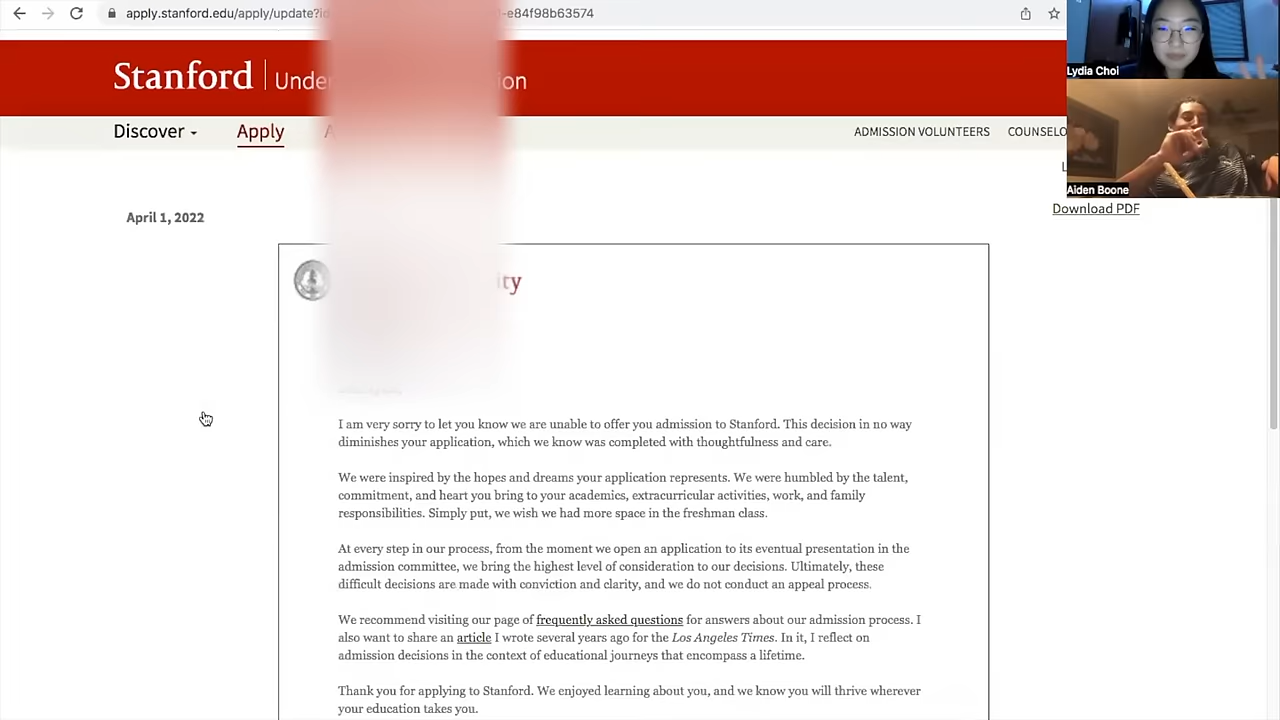 apply.stanford.edu/apply/update?i
-e84f98b63574
Lydia Choi
Stanford
Unde
ion
Discover
Apply
ADMISSION VOLUNTEERS
COUNSELO
Aiden Boone
Download PDF
April 1, 2022
ity
I am very sorry to let you know we are unable to offer you admission to Stanford. This decision in no way
diminishes your application, which we know was completed with thoughtfulness and care.
We were inspired by the hopes and dreams your application represents. We were humbled by the talent,
commitment, and heart you bring to your academics, extracurricular activities, work, and family
responsibilities. Simply put, we wish we had more space in the freshman class.
At every step in our process, from the moment we open an application to its eventual presentation in the
admission committee, we bring the highest level of consideration to our decisions. Ultimately, these
difficult decisions are made with conviction and clarity, and we do not conduct an appeal process.
We recommend visiting our page of frequently asked questions for answers about our admission process. I
also want to share an article I wrote several years ago for the Los Angeles Times. In it, I reflect on
admission decisions in the context of educational journeys that encompass a lifetime.
Thank you for applying to Stanford. We enjoyed learning about you, and we know you will thrive wherever
your education takes you.